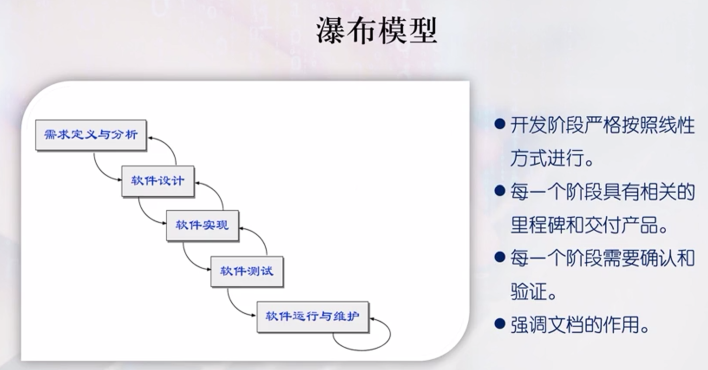 瀑布模型
需求定义与分析
软件设计
软件实现
软件测试
软件运行与维护
●开发阶段严格按照线性
方式进行。
●每一个阶段具有相关的
里程碑和交付产品。
●每一个阶段需要确认和
验证。
●强调文档的作用。